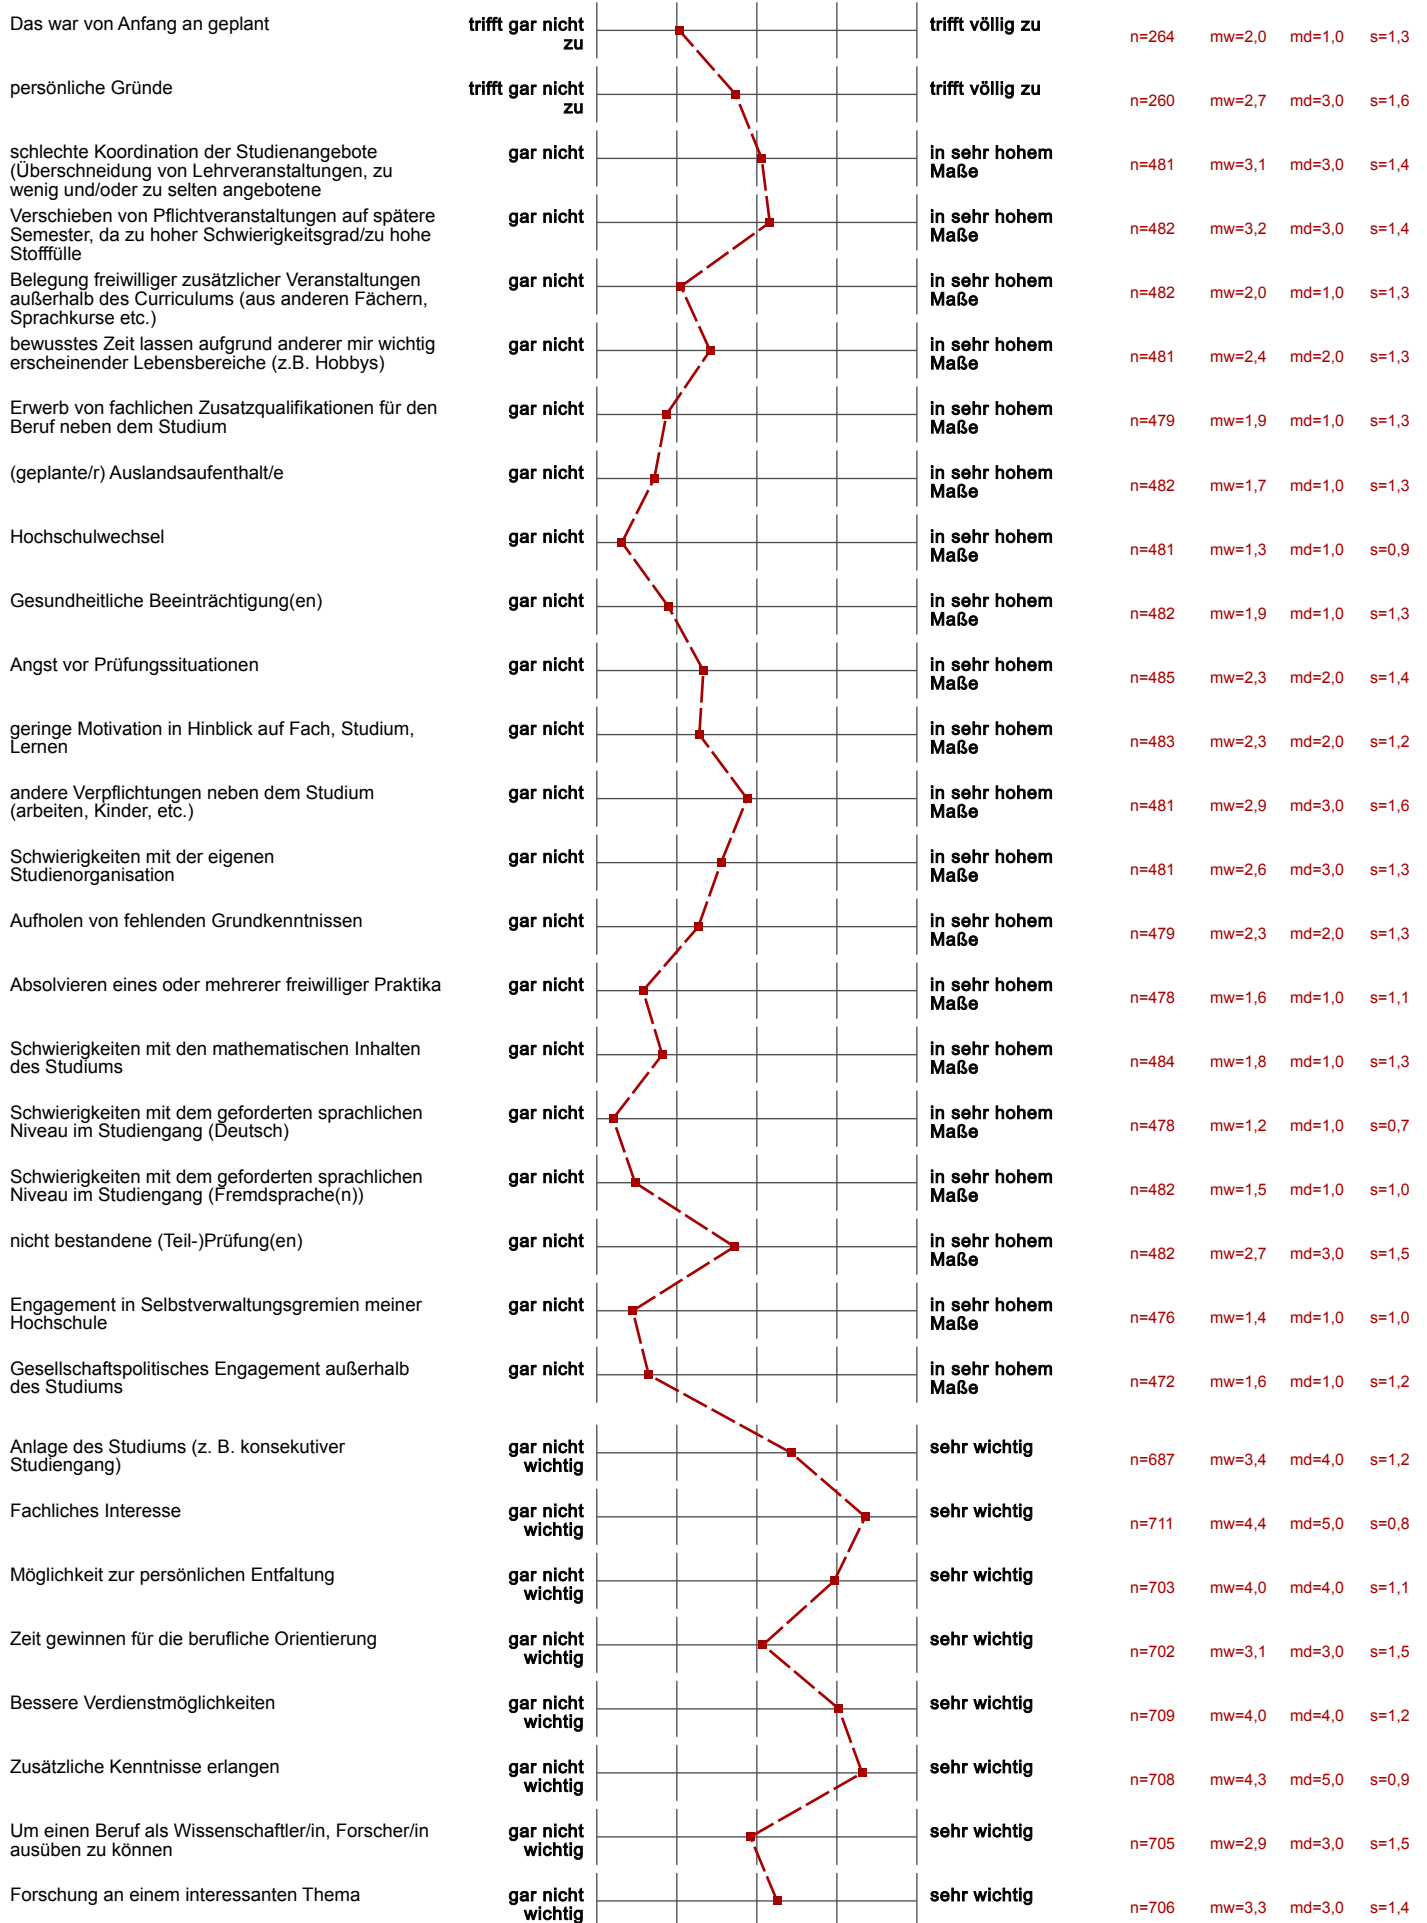 Das war von Anfang an geplant
trifft gar nicht
zu
trifft völlig zu
n=264 mw=2,0 md=1,0 s=1,3
persönliche Gründe
trifft gar nicht
zu
trifft völlig zu
n=260 mw=2,7 md=3,0 s=1,6
schlechte Koordination der Studienangebote
(Überschneidung von Lehrveranstaltungen, zu
wenig und/oder zu selten angebotene
gar nicht
in sehr hohem
Maße
n=481 mw=3,1 md=3,0 s=1,4
Verschieben von Pflichtveranstaltungen auf spätere
Semester, da zu hoher Schwierigkeitsgrad/zu hohe
Stofffülle
gar nicht
in sehr hohem
Maße
n=482 mw=3,2 md=3,0 s=1,4
Belegung freiwilliger zusätzlicher Veranstaltungen
außerhalb des Curriculums (aus anderen Fächern,
Sprachkurse etc.)
gar nicht
in sehr hohem
Maße
n=482 mw=2,0 md=1,0 s=1,3
bewusstes Zeit lassen aufgrund anderer mir wichtig
erscheinender Lebensbereiche (z.B. Hobbys)
gar nicht
in sehr hohem
Maße
n=481 mw=2,4 md=2,0 s=1,3
Erwerb von fachlichen Zusatzqualifikationen für den
Beruf neben dem Studium
gar nicht
in sehr hohem
Maße
n=479 mw=1,9 md=1,0 s=1,3
(geplante/r) Auslandsaufenthalt/e
gar nicht
in sehr hohem
Maße
n=482 mw=1,7 md=1,0 s=1,3
Hochschulwechsel
gar nicht
in sehr hohem
Maße
n=481 mw=1,3 md=1,0 s=0,9
Gesundheitliche Beeinträchtigung(en)
gar nicht
in sehr hohem
Maße
n=482 mw=1,9 md=1,0 s=1,3
Angst vor Prüfungssituationen
gar nicht
in sehr hohem
Maße
n=485 mw=2,3 md=2,0 s=1,4
geringe Motivation in Hinblick auf Fach, Studium,
Lernen
gar nicht
in sehr hohem
Maße
n=483 mw=2,3 md=2,0 s=1,2
andere Verpflichtungen neben dem Studium
(arbeiten, Kinder, etc.)
gar nicht
in sehr hohem
Maße
n=481 mw=2,9 md=3,0 s=1,6
Schwierigkeiten mit der eigenen
Studienorganisation
gar nicht
in sehr hohem
Maße
n=481 mw=2,6 md=3,0 s=1,3
Aufholen von fehlenden Grundkenntnissen
gar nicht
in sehr hohem
Maße
n=479 mw=2,3 md=2,0 s=1,3
Absolvieren eines oder mehrerer freiwilliger Praktika
gar nicht
in sehr hohem
Maße
n=478 mw=1,6 md=1,0 s=1,1
Schwierigkeiten mit den mathematischen Inhalten
des Studiums
gar nicht
in sehr hohem
Maße
n=484 mw=1,8 md=1,0 s=1,3
Schwierigkeiten mit dem geforderten sprachlichen
Niveau im Studiengang (Deutsch)
gar nicht
in sehr hohem
Maße
n=478 mw=1,2 md=1,0 s=0,7
Schwierigkeiten mit dem geforderten sprachlichen
Niveau im Studiengang (Fremdsprache(n))
gar nicht
in sehr hohem
Maße
n=482 mw=1,5 md=1,0 s=1,0
nicht bestandene (Teil-)Prüfung(en)
gar nicht
in sehr hohem
Maße
n=482 mw=2,7 md=3,0 s=1,5
Engagement in Selbstverwaltungsgremien meiner
Hochschule
gar nicht
in sehr hohem
Maße
n=476 mw=1,4 md=1,0 s=1,0
Gesellschaftspolitisches Engagement außerhalb
des Studiums
gar nicht
in sehr hohem
Maße
n=472 mw=1,6 md=1,0 s=1,2
Anlage des Studiums (z. B. konsekutiver
Studiengang)
gar nicht
wichtig
sehr wichtig
n=687 mw=3,4 md=4,0 s=1,2
Fachliches Interesse
gar nicht
wichtig
sehr wichtig
n=711 mw=4,4 md=5,0 s=0,8
Möglichkeit zur persönlichen Entfaltung
gar nicht
wichtig
sehr wichtig
n=703 mw=4,0 md=4,0 s=1,1
Zeit gewinnen für die berufliche Orientierung
gar nicht
wichtig
sehr wichtig
n=702 mw=3,1 md=3,0 s=1,5
Bessere Verdienstmöglichkeiten
gar nicht
wichtig
sehr wichtig
n=709 mw=4,0 md=4,0 s=1,2
Zusätzliche Kenntnisse erlangen
gar nicht
wichtig
sehr wichtig
n=708 mw=4,3 md=5,0 s=0,9
Um einen Beruf als Wissenschaftler/in, Forscher/in
ausüben zu können
gar nicht
wichtig
sehr wichtig
n=705 mw=2,9 md=3,0 s=1,5
Forschung an einem interessanten Thema
gar nicht
wichtig
sehr wichtig
n=706 mw=3,3 md=3,0 s=1,4